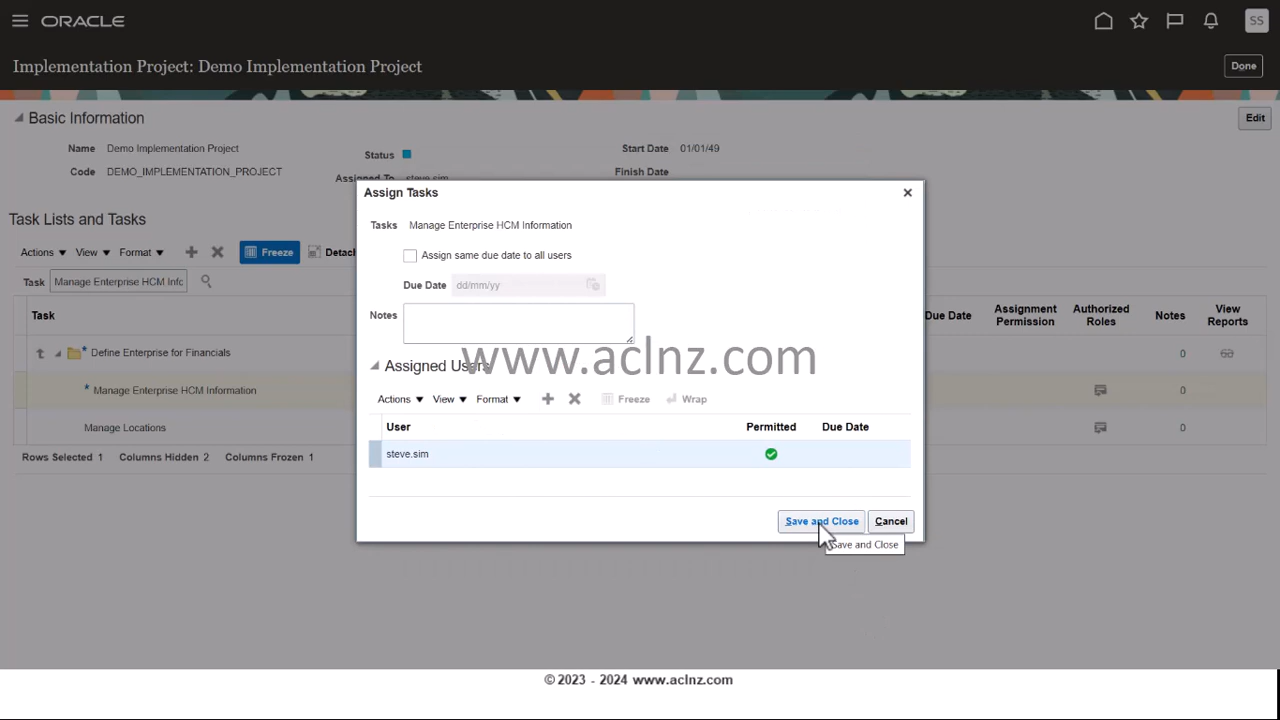 ORACLE
SS
Implementation Project: Demo Implementation Project
Done
Basic Information
Edit
Name Demo Implementation Project
Status
Start Date 01/01/49
Code DEMO_IMPLEMENTATION_PROJECT
Assigned To steve.sim
Finish Date
Task Lists and Tasks
Actions View Format Freeze
Task Manage Enterprise HCM
Task Due Date Assignment Permission Authorized Roles Notes View Reports
* Define Enterprise for Financials 0
* Manage Enterprise HCM Information 0
Manage Locations 0
Rows Selected 1 Columns Hidden 2 Columns Frozen 1
Assign Tasks
Tasks Manage Enterprise HCM Information
Assign same due date to all users
Due Date dd/mm/yy
Notes
Assigned Users
www.aclnz.com
Actions View Format Freeze Wrap
User Permitted Due Date
steve.sim
Save and Close Cancel
Save and Close
© 2023 - 2024 www.aclnz.com